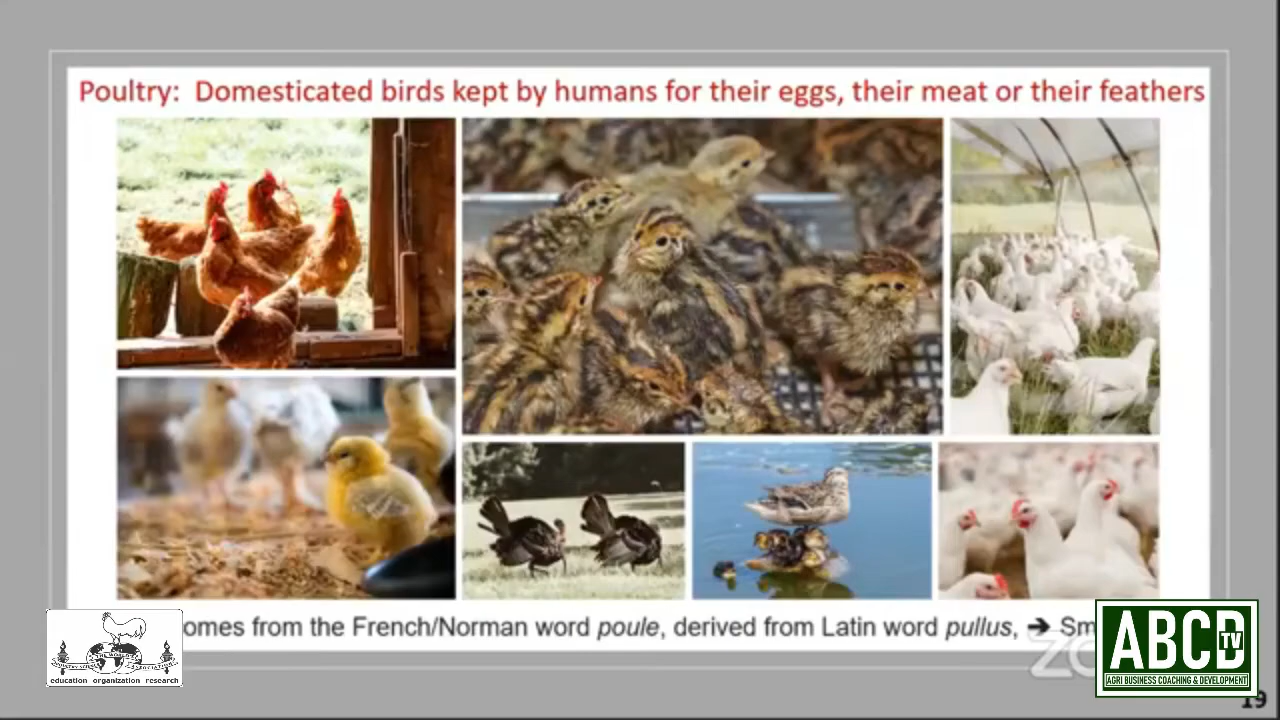 Poultry: Domesticated birds kept by humans for their eggs, their meat or their feathers
omes from the French/Norman word poule, derived from Latin word pullus, ➔ Sm
education organization research
ABCD TV
AGRI BUSINESS COACHING & DEVELOPMENT
19